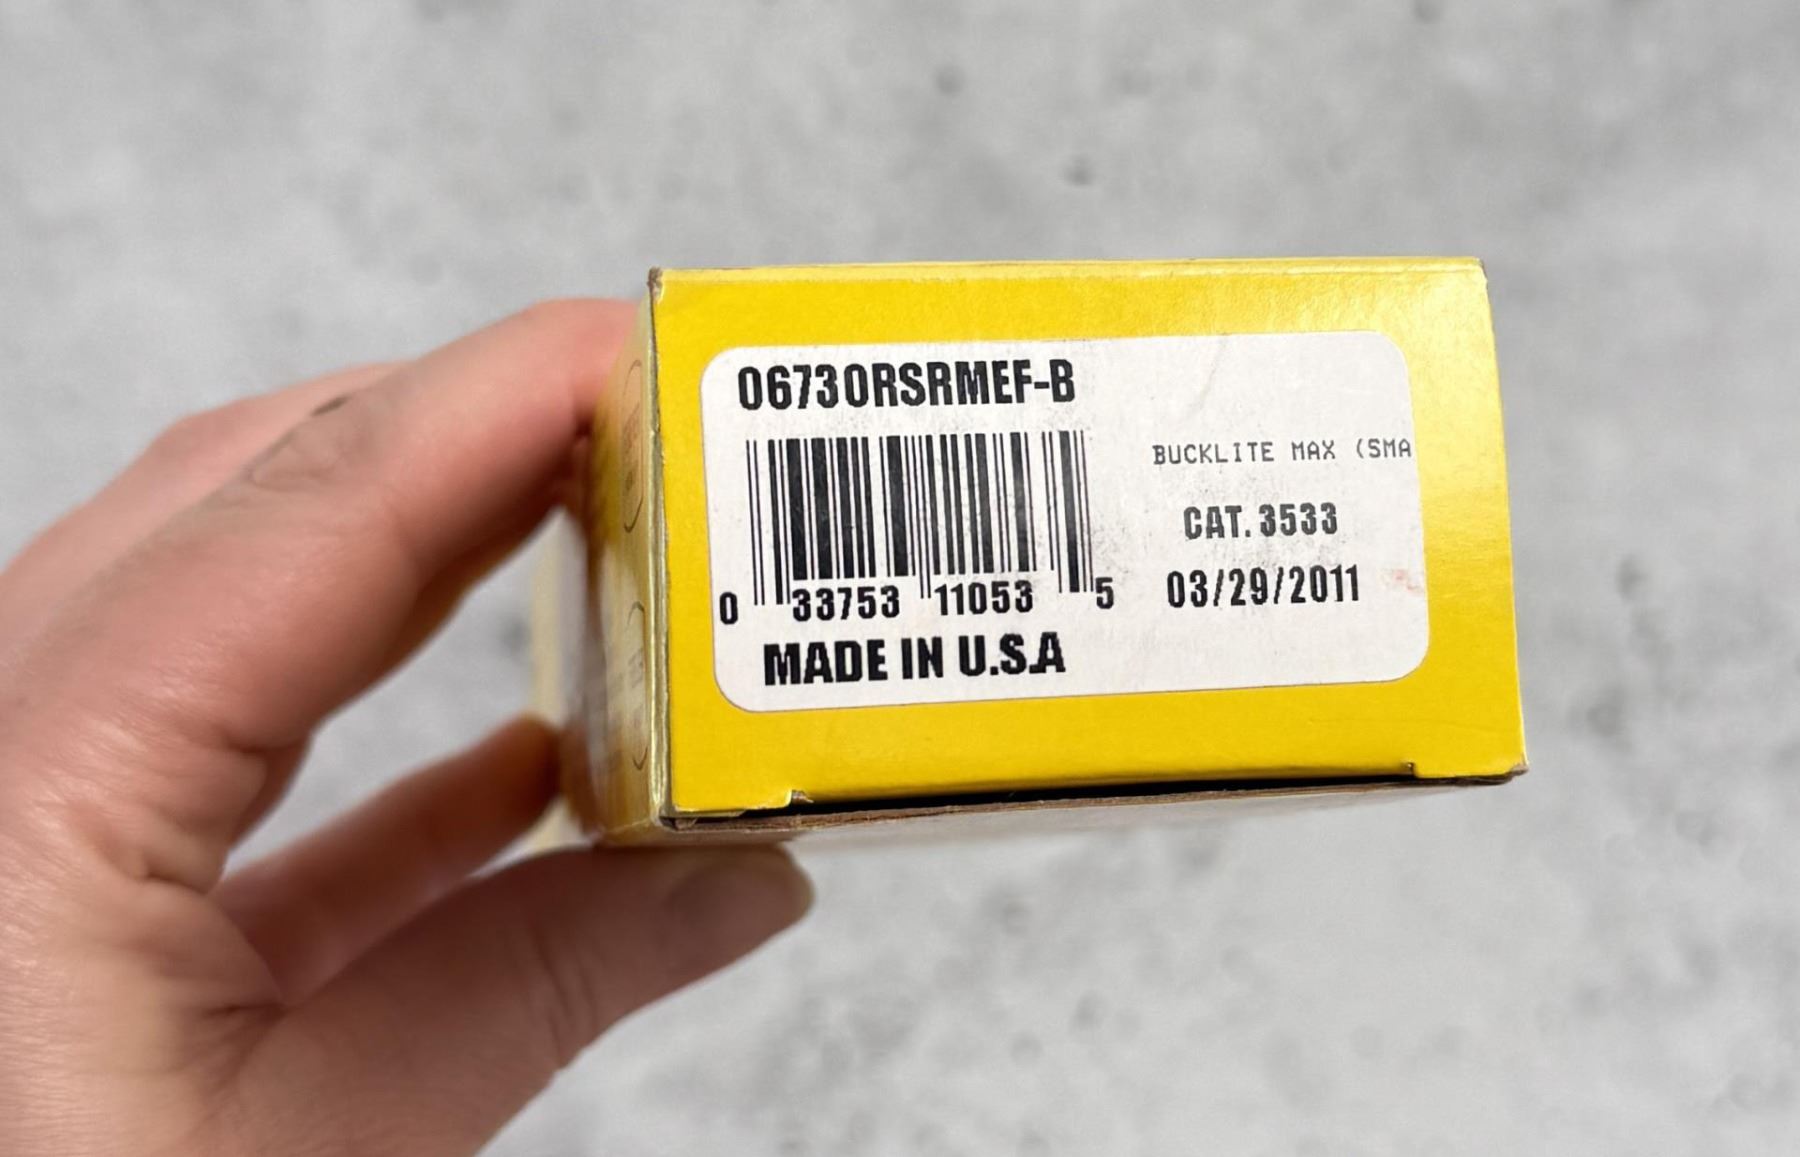 06730RSRMEF-B
BUCKLITE MAX (SMA
CAT. 3533
03/29/2011
0 33753 11053 5
MADE IN U.S.A